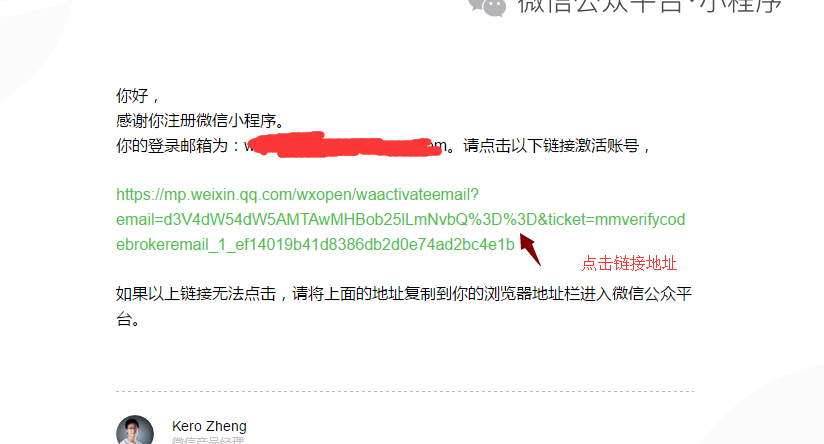 微信公众平台·小程序
你好，
感谢你注册微信小程序。
你的登录邮箱为：w m。请点击以下链接激活账号，
https://mp.weixin.qq.com/wxopen/waactivateemail?
email=d3V4dW54dW5AMTAwMHBob25lLmNvbQ%3D%3D&ticket=mmverifycod
ebrokeremail_1_ef14019b41d8386db2d0e74ad2bc4e1b
点击链接地址
如果以上链接无法点击，请将上面的地址复制到你的浏览器地址栏进入微信公众平
台。
Kero Zheng
微信产品经理